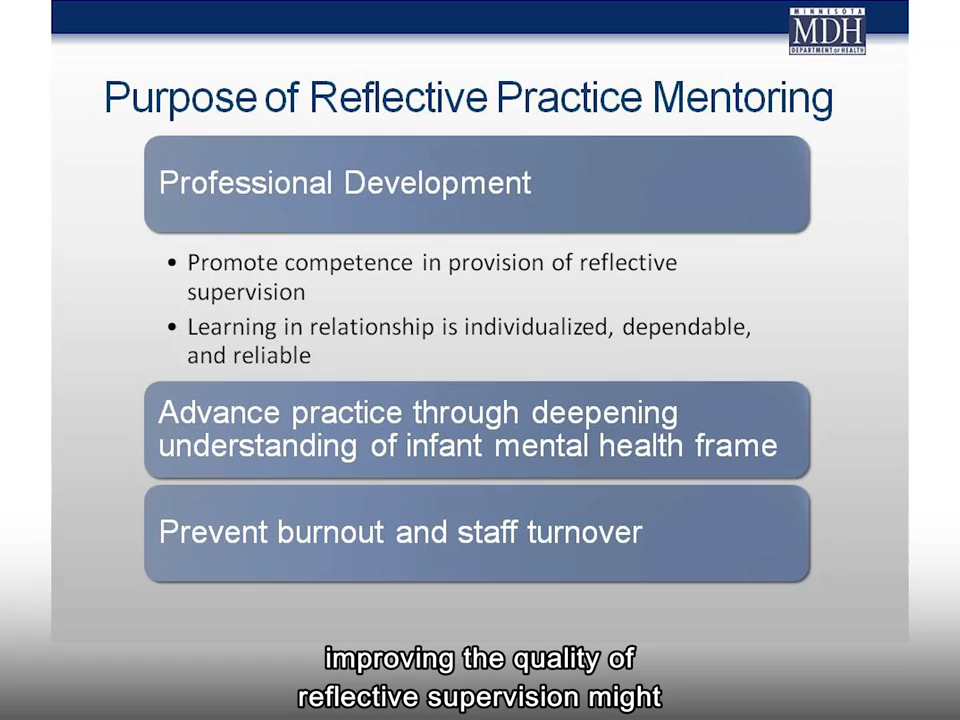 MINNESOTA
MDH
DEPARTMENT OF HEALTH
Purpose of Reflective Practice Mentoring
Professional Development
• Promote competence in provision of reflective
supervision
• Learning in relationship is individualized, dependable,
and reliable
Advance practice through deepening
understanding of infant mental health frame
Prevent burnout and staff turnover
improving the quality of
reflective supervision might